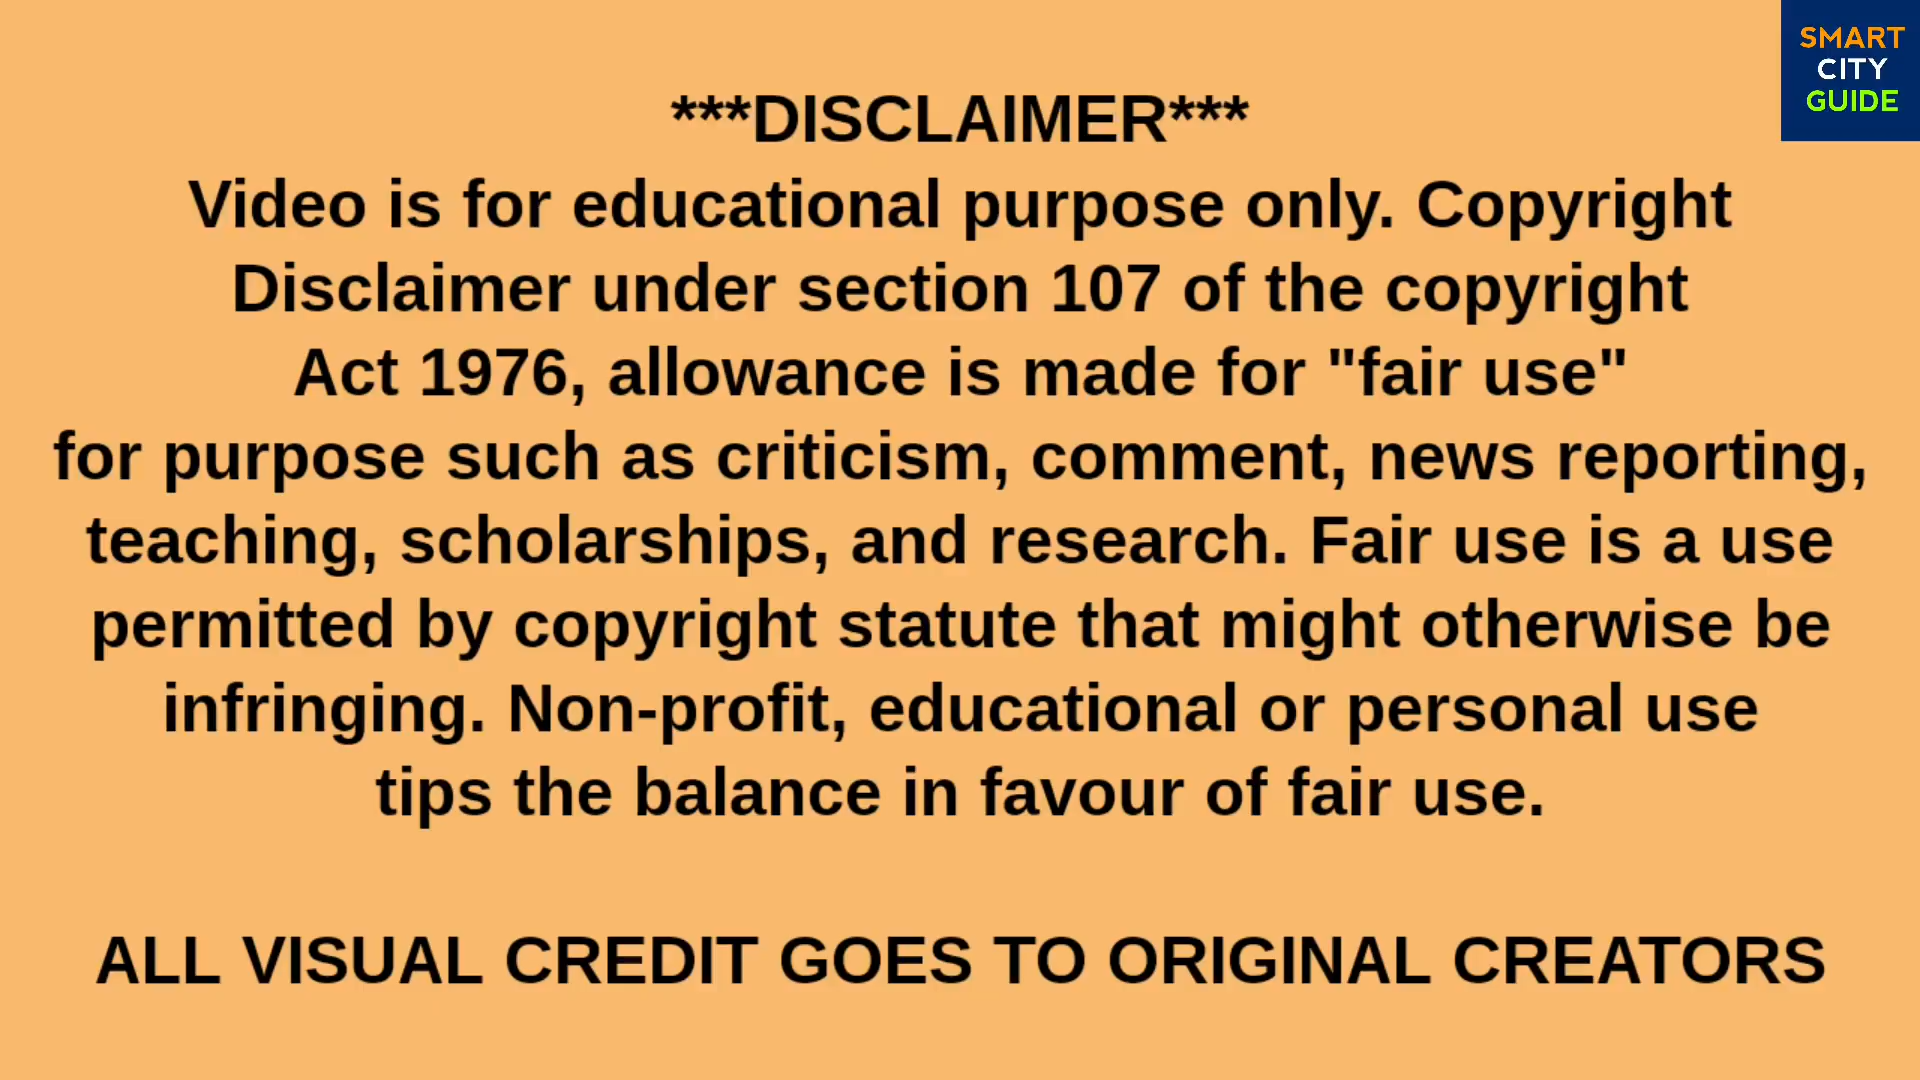 SMART
CITY
GUIDE
***DISCLAIMER***
Video is for educational purpose only. Copyright
Disclaimer under section 107 of the copyright
Act 1976, allowance is made for "fair use"
for purpose such as criticism, comment, news reporting,
teaching, scholarships, and research. Fair use is a use
permitted by copyright statute that might otherwise be
infringing. Non-profit, educational or personal use
tips the balance in favour of fair use.
ALL VISUAL CREDIT GOES TO ORIGINAL CREATORS